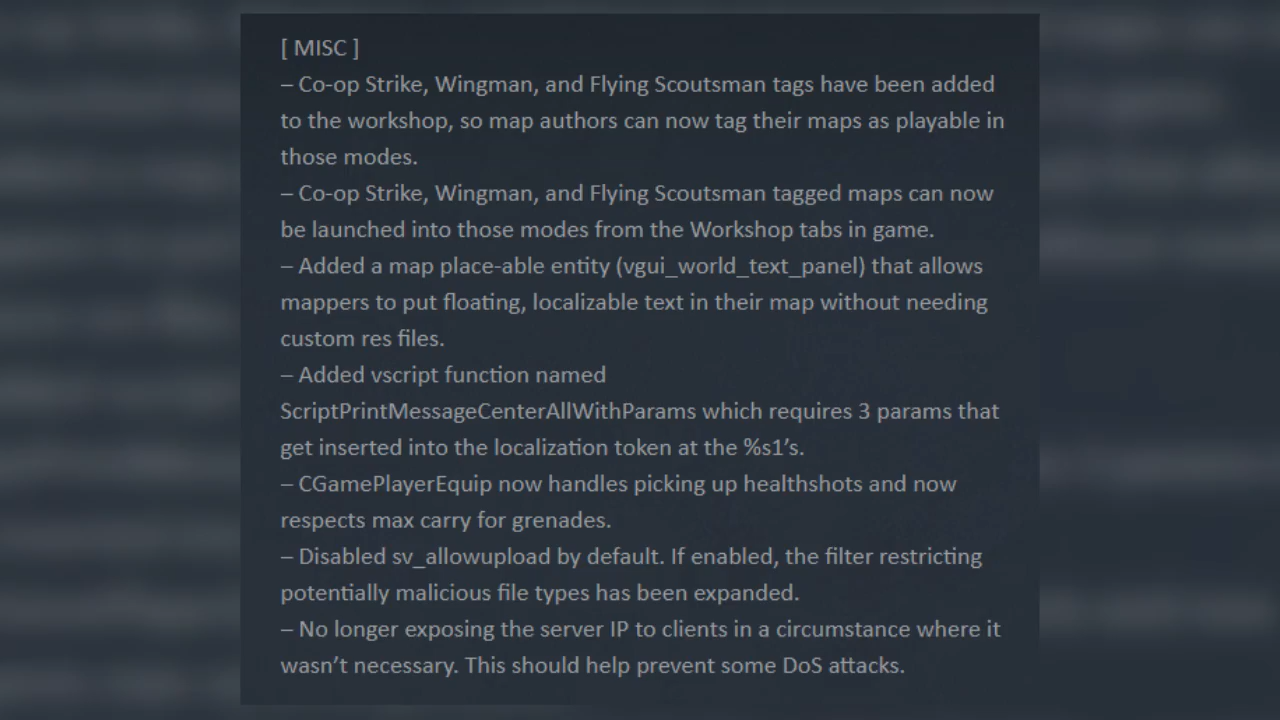 [ MISC ]
– Co-op Strike, Wingman, and Flying Scoutsman tags have been added
to the workshop, so map authors can now tag their maps as playable in
those modes.
– Co-op Strike, Wingman, and Flying Scoutsman tagged maps can now
be launched into those modes from the Workshop tabs in game.
– Added a map place-able entity (vgui_world_text_panel) that allows
mappers to put floating, localizable text in their map without needing
custom res files.
– Added vscript function named
ScriptPrintMessageCenterAllWithParams which requires 3 params that
get inserted into the localization token at the %s1’s.
– CGamePlayerEquip now handles picking up healthshots and now
respects max carry for grenades.
– Disabled sv_allowupload by default. If enabled, the filter restricting
potentially malicious file types has been expanded.
– No longer exposing the server IP to clients in a circumstance where it
wasn’t necessary. This should help prevent some DoS attacks.